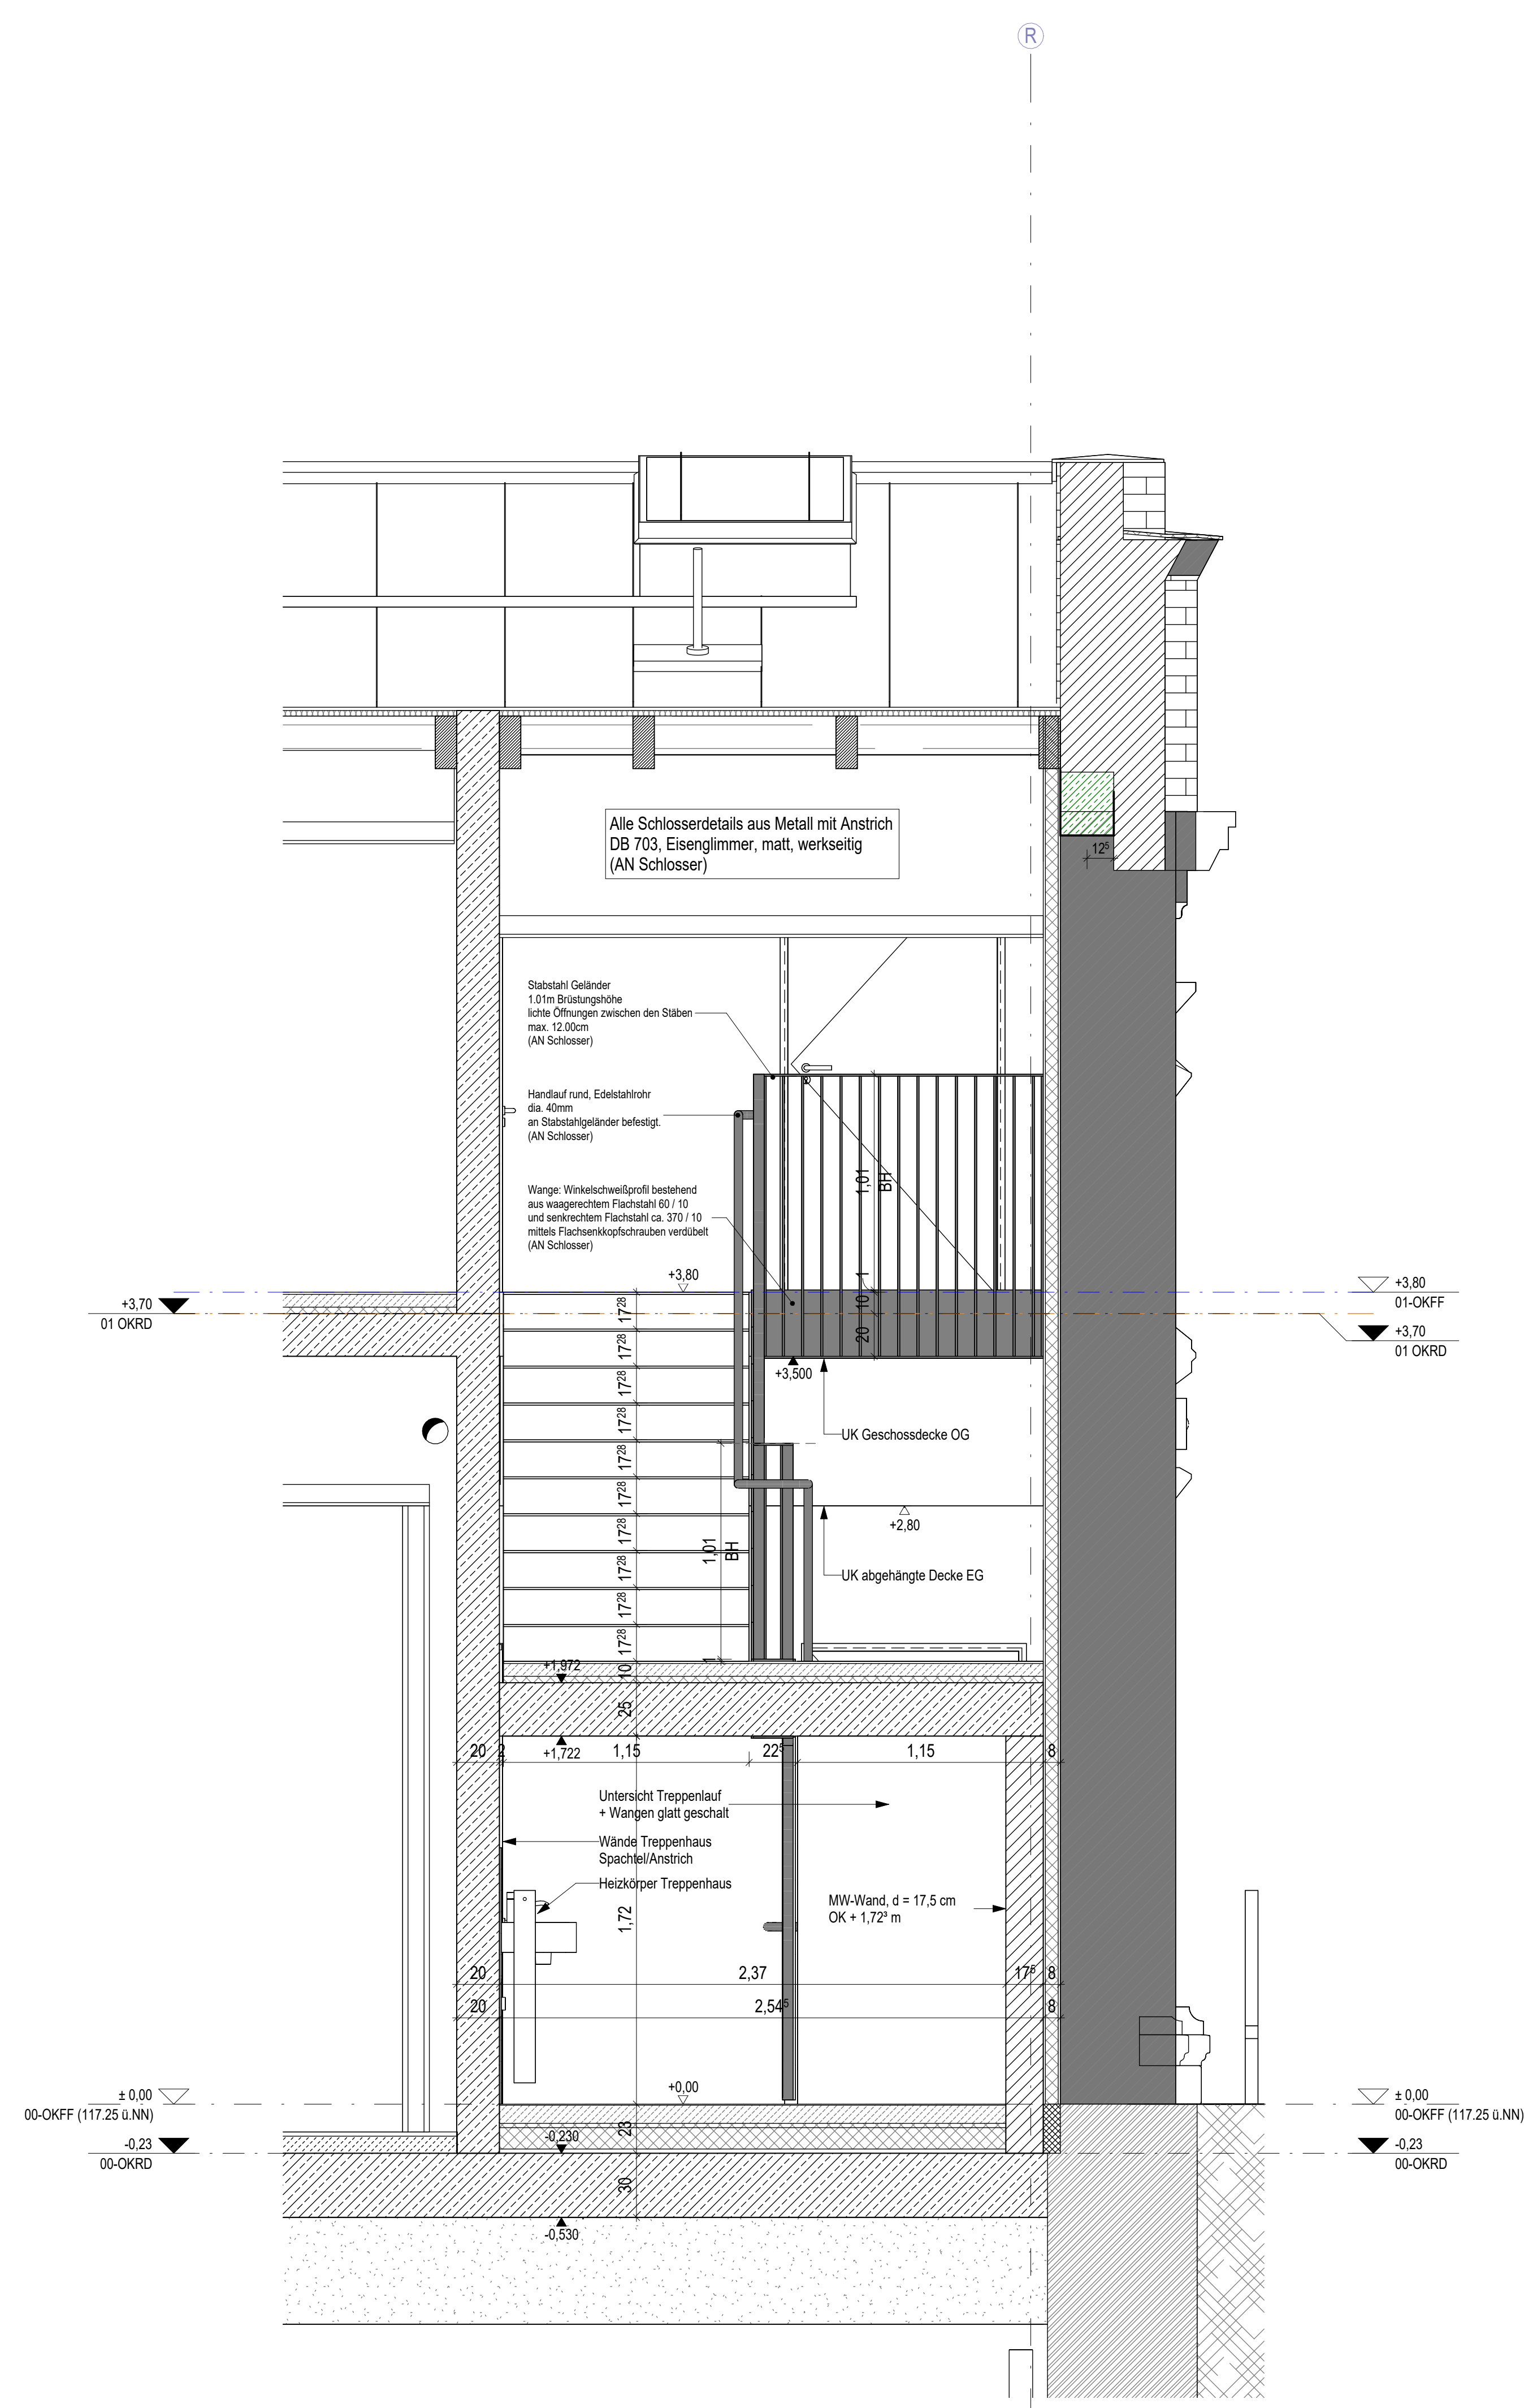 R
Alle Schlosserdetails aus Metall mit Anstrich
DB 703, Eisenglimmer, matt, werkseitig
(AN Schlosser)
12⁵
Stabstahl Geländer
1.01m Brüstungshöhe
lichte Öffnungen zwischen den Stäben
max. 12.00cm
(AN Schlosser)
Handlauf rund, Edelstahlrohr
dia. 40mm
an Stabstahlgeländer befestigt.
(AN Schlosser)
Wange: Winkelschweißprofil bestehend
aus waagerechtem Flachstahl 60 / 10
und senkrechtem Flachstahl ca. 370 / 10
mittels Flachsenkkopfschrauben verdübelt
(AN Schlosser)
1,01
BH
+3,80
1
10
20
+3,70
01 OKRD
+3,80
01-OKFF
+3,70
01 OKRD
+3,500
17²⁸
17²⁸
17²⁸
17²⁸
17²⁸
17²⁸
17²⁸
17²⁸
17²⁸
17²⁸
UK Geschossdecke OG
+2,80
1,01
BH
UK abgehängte Decke EG
1
+1,972
10
25
+1,722
20
2
1,15
22⁵
1,15
8
Untersicht Treppenlauf
+ Wangen glatt geschalt
Wände Treppenhaus
Spachtel/Anstrich
Heizkörper Treppenhaus
MW-Wand, d = 17,5 cm
OK + 1,72³ m
1,72
20
2,37
17⁵
8
20
2,54⁵
8
+0,00
± 0,00
00-OKFF (117.25 ü.NN)
-0,23
00-OKRD
± 0,00
00-OKFF (117.25 ü.NN)
-0,23
00-OKRD
-0,230
23
30
-0,530